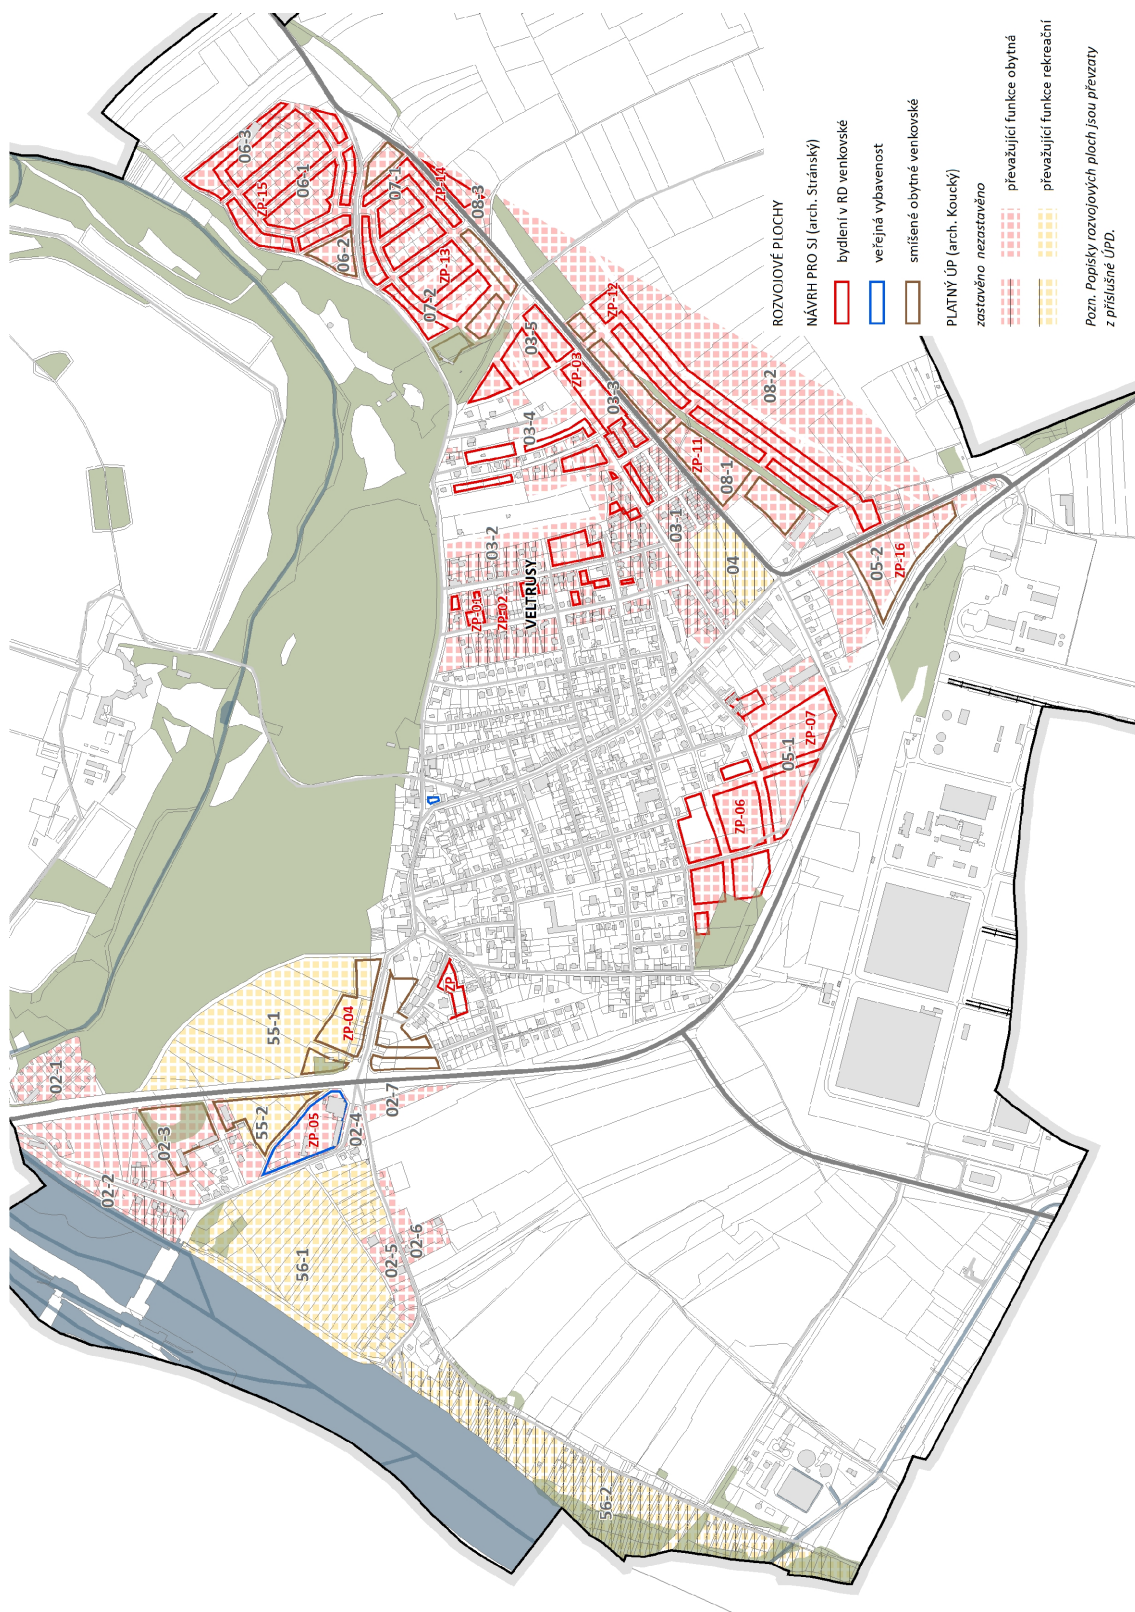 ROZVOJOVÉ PLOCHY
NÁVRH PRO SJ (arch. Stránský)
bydlení v RD venkovské
veřejná vybavenost
smíšené obytné venkovské
PLATNÝ ÚP (arch. Koucký)
zastavěno nezastavěno
převažující funkce obytná
převažující funkce rekreační
Pozn. Popisky rozvojových ploch jsou převzaty
z příslušné ÚPD.
02-1
02-2
02-3
55-1
55-2
ZP-04
ZP-05
02-4
02-7
56-1
02-5
02-6
56-2
ZP
VELTRUSY
ZP-01
ZP-02
03-2
03-4
03-5
ZP-03
03-3
03-1
04
ZP-11
08-1
ZP-12
08-2
05-2
ZP-16
05-1
ZP-06
ZP-07
06-3
ZP-15
06-1
06-2
07-1
ZP-14
08-3
ZP-13
07-2